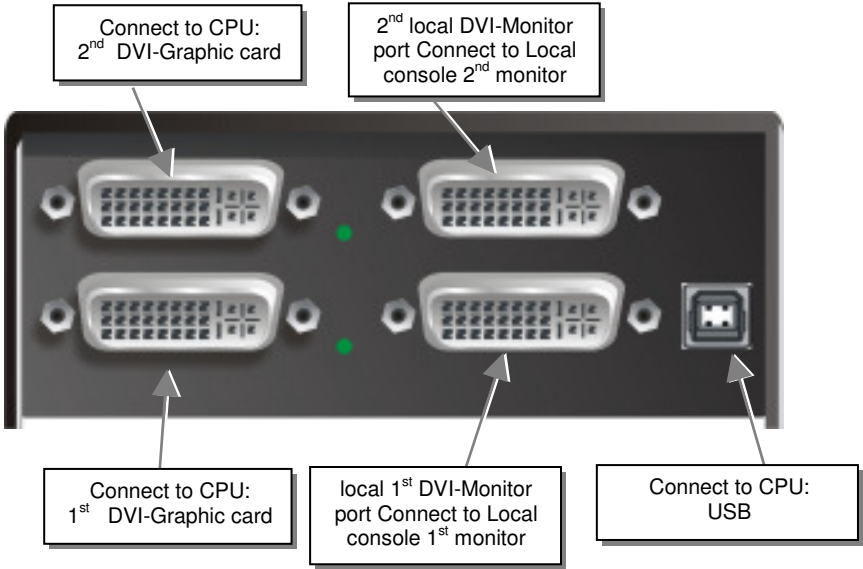 Connect to CPU:
2nd DVI-Graphic card
2nd local DVI-Monitor
port Connect to Local
console 2nd monitor
Connect to CPU:
1st DVI-Graphic card
local 1st DVI-Monitor
port Connect to Local
console 1st monitor
Connect to CPU:
USB